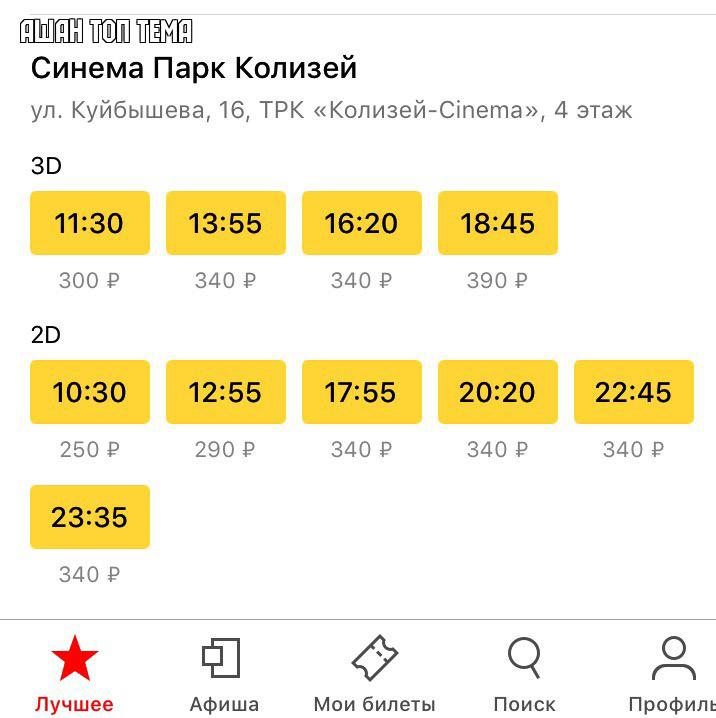 АШАН ТОП ТЕМА
Синема Парк Колизей
ул. Куйбышева, 16, ТРК «Колизей-Cinema», 4 этаж
3D
11:30 13:55 16:20 18:45
300 ₽ 340 ₽ 340 ₽ 390 ₽
2D
10:30 12:55 17:55 20:20 22:45
250 ₽ 290 ₽ 340 ₽ 340 ₽ 340 ₽
23:35
340 ₽
Лучшее Афиша Мои билеты Поиск Профиль